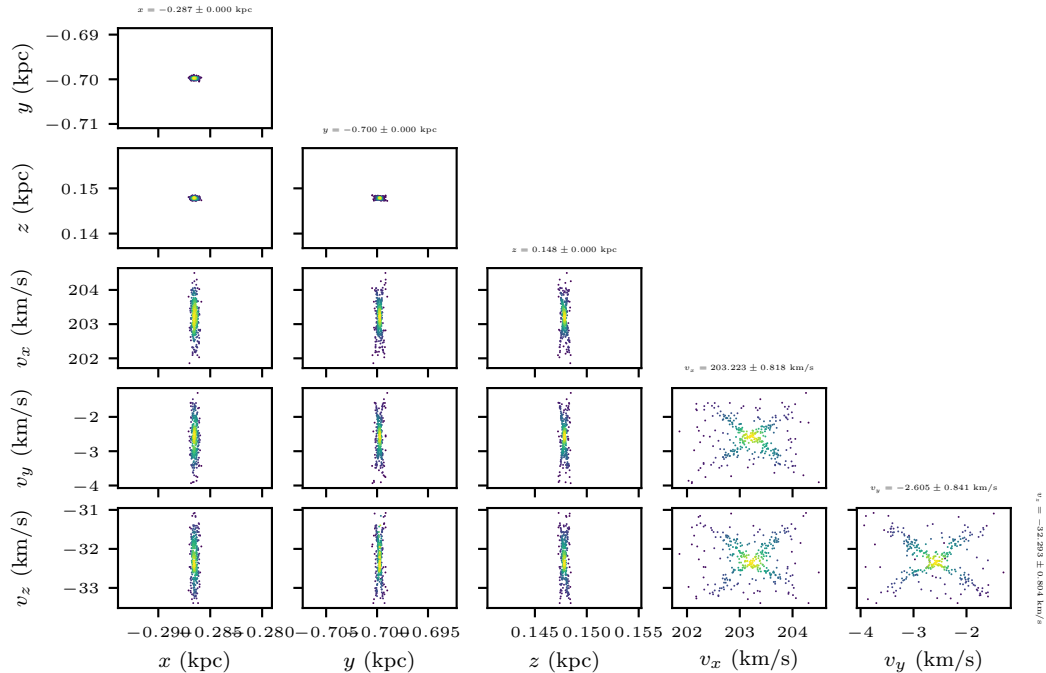 x = −0.287 ± 0.000 kpc
−0.69
−0.70
−0.71
y (kpc)
y = −0.700 ± 0.000 kpc
0.15
0.14
z (kpc)
z = 0.148 ± 0.000 kpc
204
203
202
v_x (km/s)
v_x = 203.223 ± 0.818 km/s
−2
−3
−4
v_y (km/s)
v_y = −2.605 ± 0.841 km/s
v_z = −32.293 ± 0.804 km/s
−31
−32
−33
v_z (km/s)
−0.290 −0.285 −0.280
−0.705 −0.700 −0.695
0.145 0.150 0.155
202 203 204
−4 −3 −2
x (kpc)
y (kpc)
z (kpc)
v_x (km/s)
v_y (km/s)